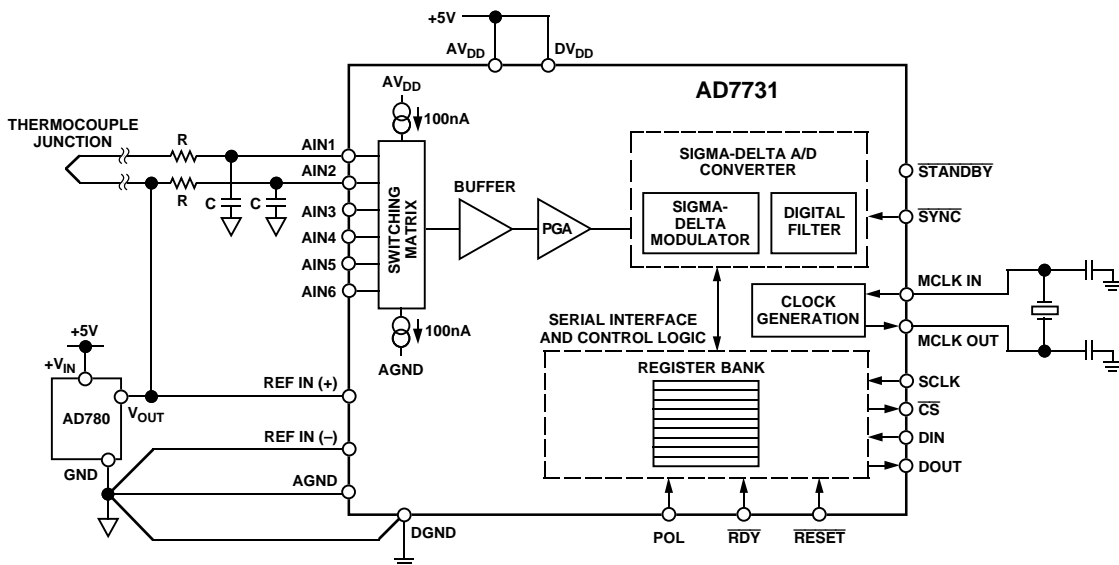 +5V
AVDD
DVDD
AD7731
AVDD
100nA
THERMOCOUPLE
JUNCTION
R
R
C
C
AIN1
AIN2
AIN3
AIN4
AIN5
AIN6
SWITCHING
MATRIX
BUFFER
PGA
SIGMA-DELTA A/D
CONVERTER
SIGMA-
DELTA
MODULATOR
DIGITAL
FILTER
STANDBY
SYNC
MCLK IN
CLOCK
GENERATION
MCLK OUT
100nA
AGND
SERIAL INTERFACE
AND CONTROL LOGIC
REGISTER BANK
SCLK
CS
DIN
DOUT
+5V
+VIN
AD780
VOUT
GND
REF IN (+)
REF IN (–)
AGND
DGND
POL
RDY
RESET